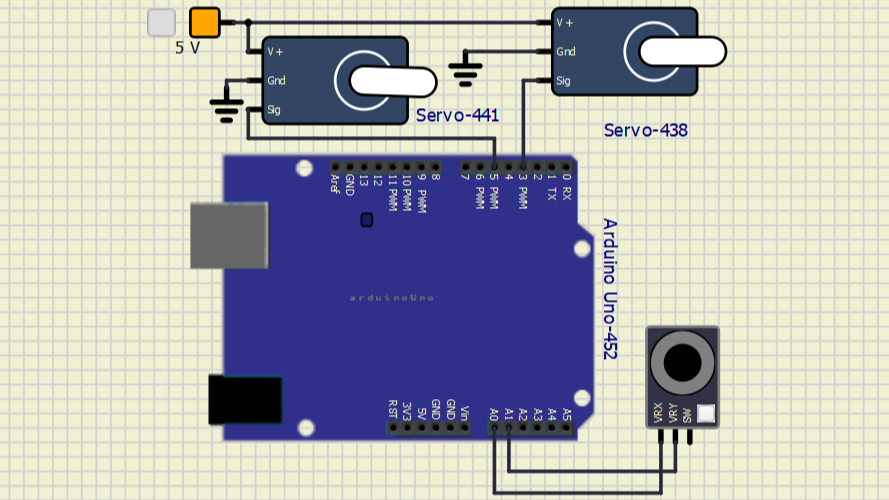 5 V
V +
Gnd
Sig
Servo-441
V +
Gnd
Sig
Servo-438
Aref
GND
13
12
11 PWM
10 PWM
9 PWM
8
7
6 PWM
5 PWM
4
3 PWM
2
1 TX
0 RX
arduinoUno
Arduino Uno-452
RST
3V3
5V
GND
GND
Vin
A0
A1
A2
A3
A4
A5
VRX
VRY
SW